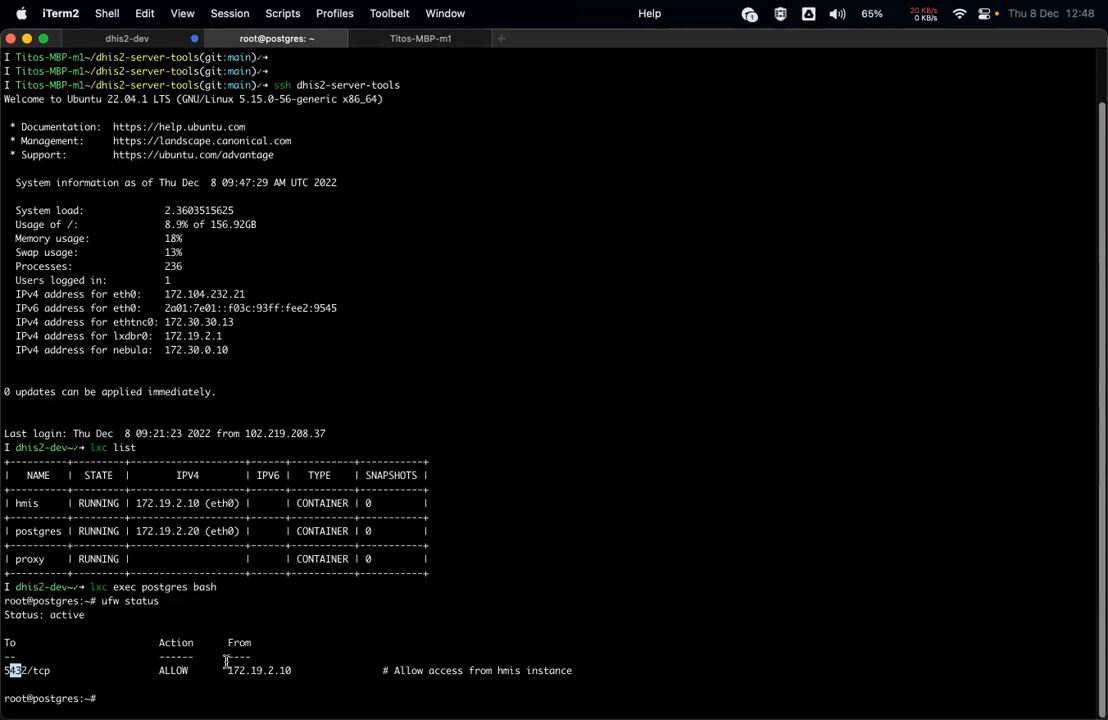 iTerm2 Shell Edit View Session Scripts Profiles Toolbelt Window Help 65% 20 KB/s 0 KB/s Thu 8 Dec 12:48
dhis2-dev root@postgres: ~ Titos-MBP-m1
I Titos-MBP-m1~/dhis2-server-tools(git:main)✓→
I Titos-MBP-m1~/dhis2-server-tools(git:main)✓→
I Titos-MBP-m1~/dhis2-server-tools(git:main)✓→ ssh dhis2-server-tools
Welcome to Ubuntu 22.04.1 LTS (GNU/Linux 5.15.0-56-generic x86_64)
* Documentation: https://help.ubuntu.com
* Management: https://landscape.canonical.com
* Support: https://ubuntu.com/advantage
System information as of Thu Dec 8 09:47:29 AM UTC 2022
System load: 2.3603515625
Usage of /: 8.9% of 156.92GB
Memory usage: 18%
Swap usage: 13%
Processes: 236
Users logged in: 1
IPv4 address for eth0: 172.104.232.21
IPv6 address for eth0: 2a01:7e01::f03c:93ff:fee2:9545
IPv4 address for ethtnc0: 172.30.30.13
IPv4 address for lxdbr0: 172.19.2.1
IPv4 address for nebula: 172.30.0.10
0 updates can be applied immediately.
Last login: Thu Dec 8 09:21:23 2022 from 102.219.208.37
I dhis2-dev~✓→ lxc list
+----------+---------+---------------------+------+-----------+-----------+
| NAME | STATE | IPV4 | IPV6 | TYPE | SNAPSHOTS |
+----------+---------+---------------------+------+-----------+-----------+
| hmis | RUNNING | 172.19.2.10 (eth0) | | CONTAINER | 0 |
+----------+---------+---------------------+------+-----------+-----------+
| postgres | RUNNING | 172.19.2.20 (eth0) | | CONTAINER | 0 |
+----------+---------+---------------------+------+-----------+-----------+
| proxy | RUNNING | | | CONTAINER | 0 |
+----------+---------+---------------------+------+-----------+-----------+
I dhis2-dev~✓→ lxc exec postgres bash
root@postgres:~# ufw status
Status: active
To Action From
-- ------ ----
5432/tcp ALLOW 172.19.2.10 # Allow access from hmis instance
root@postgres:~#